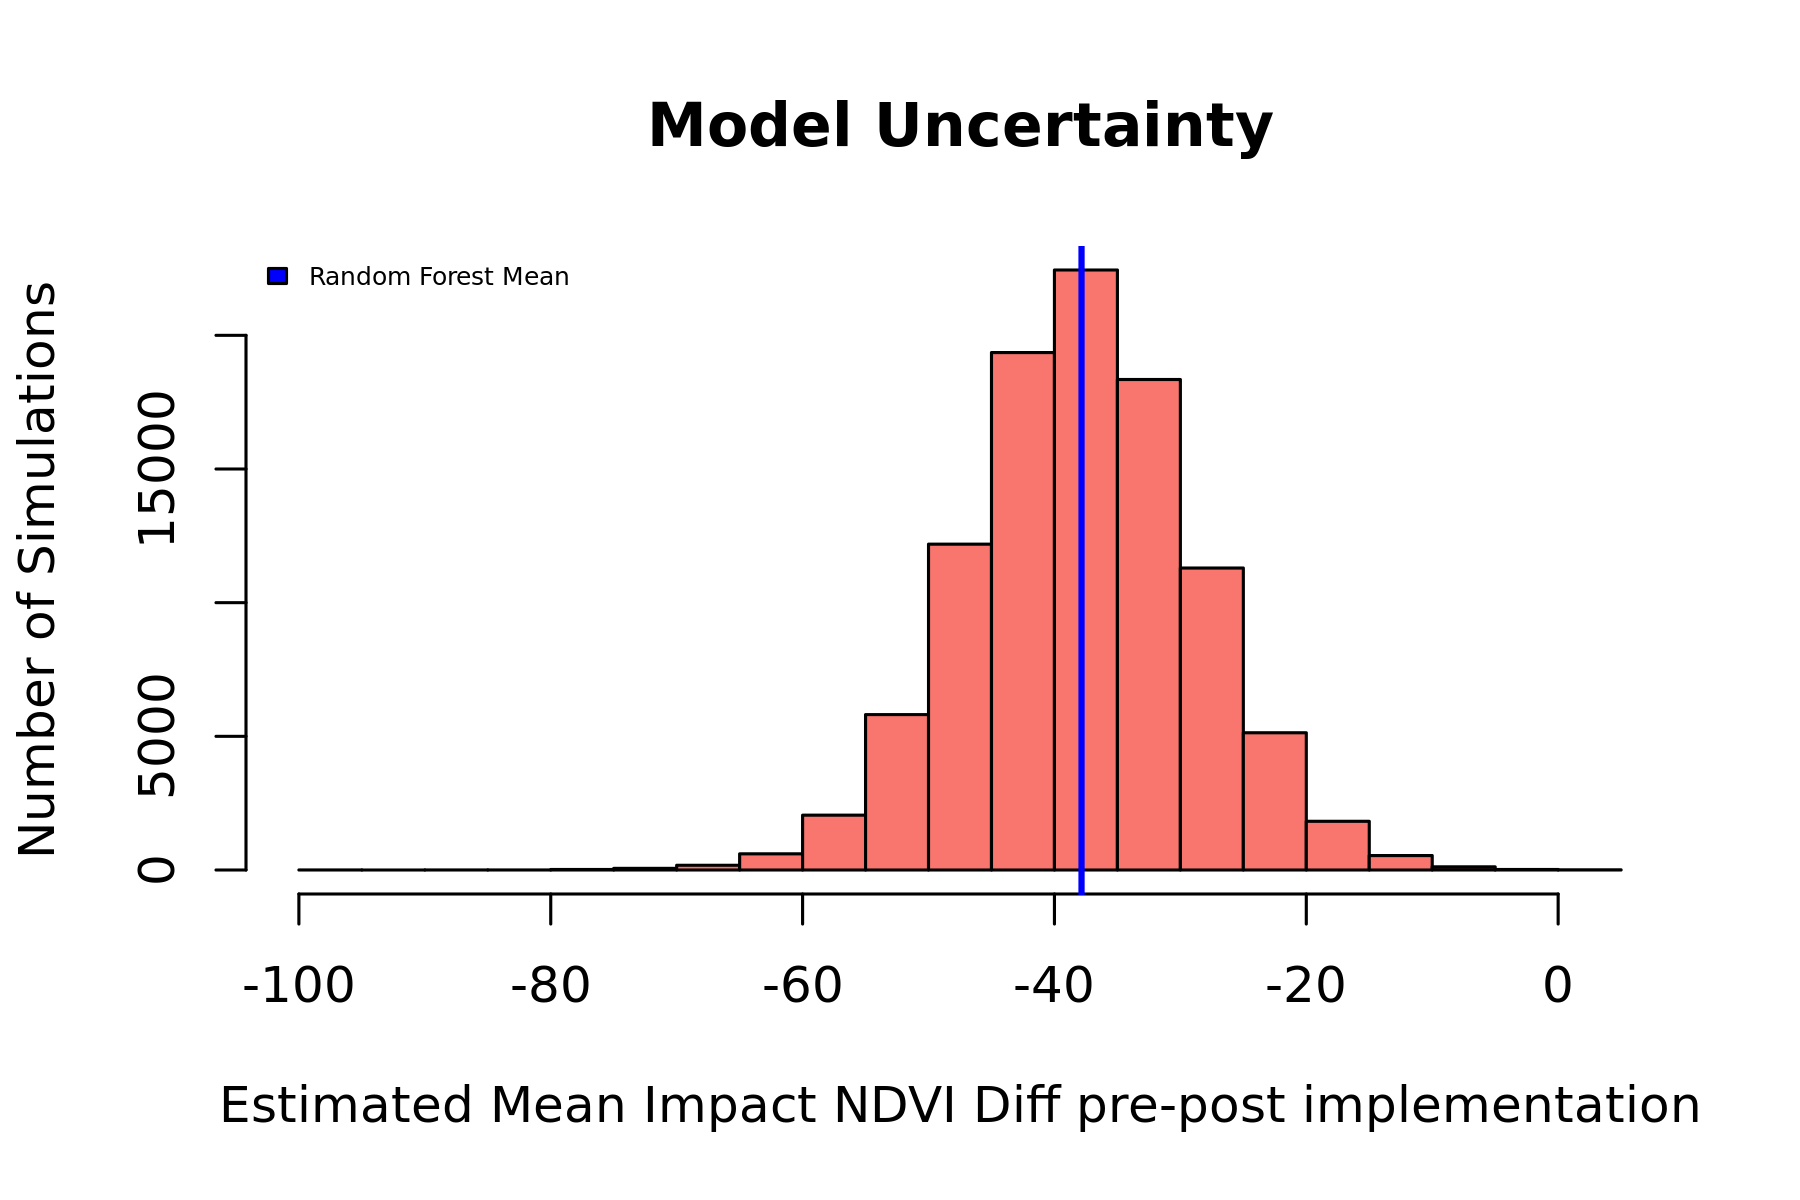 Model Uncertainty
Random Forest Mean
Number of Simulations
15000
5000
0
-100 -80 -60 -40 -20 0
Estimated Mean Impact NDVI Diff pre-post implementation